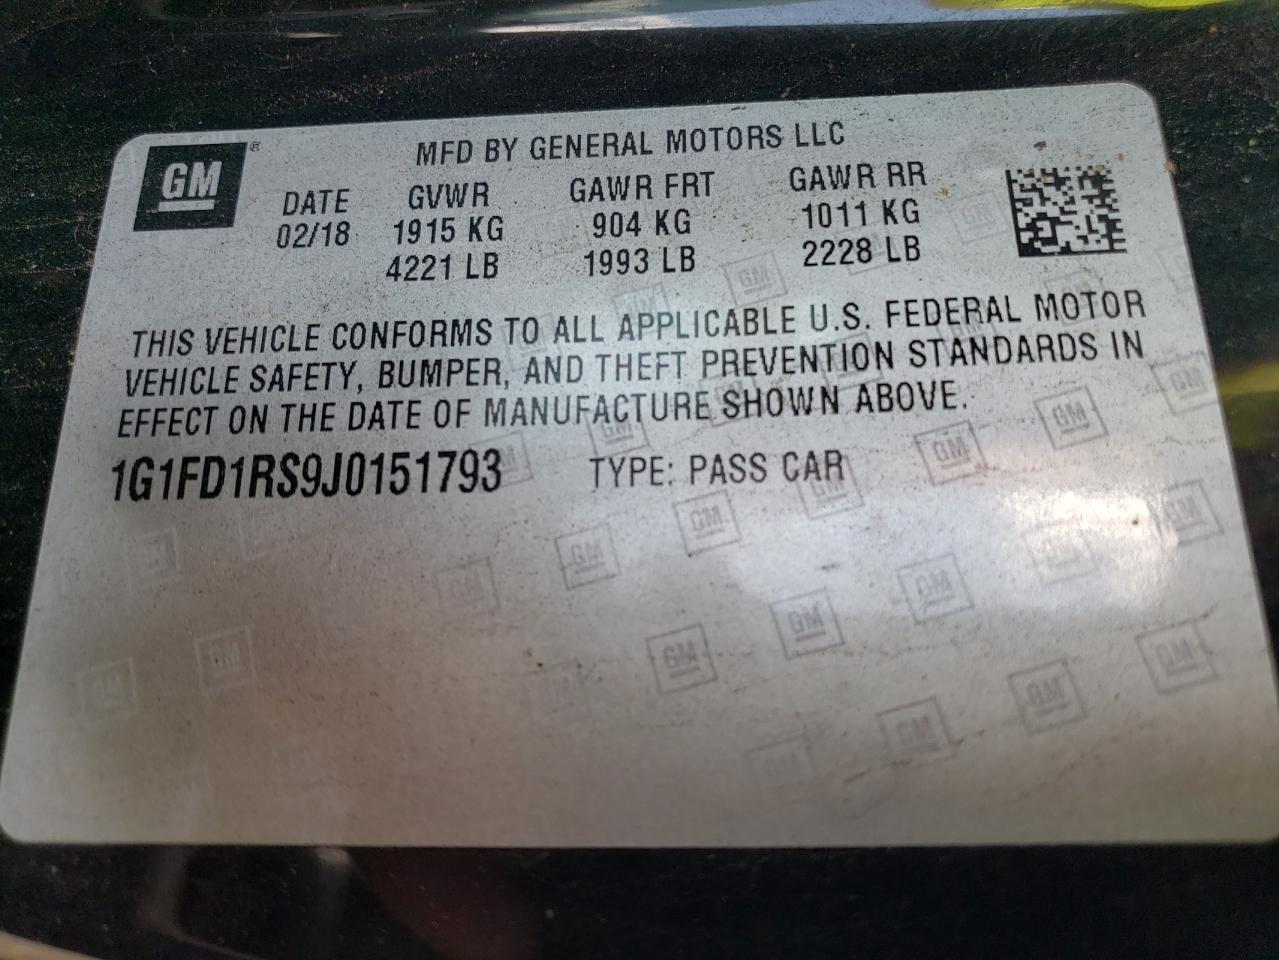 GM ®
MFD BY GENERAL MOTORS LLC
DATE GVWR GAWR FRT GAWR RR
02/18 1915 KG 904 KG 1011 KG
4221 LB 1993 LB 2228 LB
THIS VEHICLE CONFORMS TO ALL APPLICABLE U.S. FEDERAL MOTOR
VEHICLE SAFETY, BUMPER, AND THEFT PREVENTION STANDARDS IN
EFFECT ON THE DATE OF MANUFACTURE SHOWN ABOVE.
1G1FD1RS9J0151793 TYPE: PASS CAR